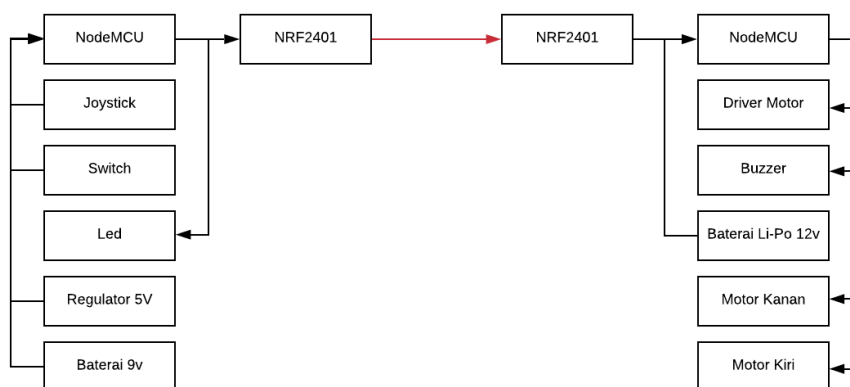 NodeMCU
NRF2401
NRF2401
NodeMCU
Joystick
Driver Motor
Switch
Buzzer
Led
Baterai Li-Po 12v
Regulator 5V
Motor Kanan
Baterai 9v
Motor Kiri